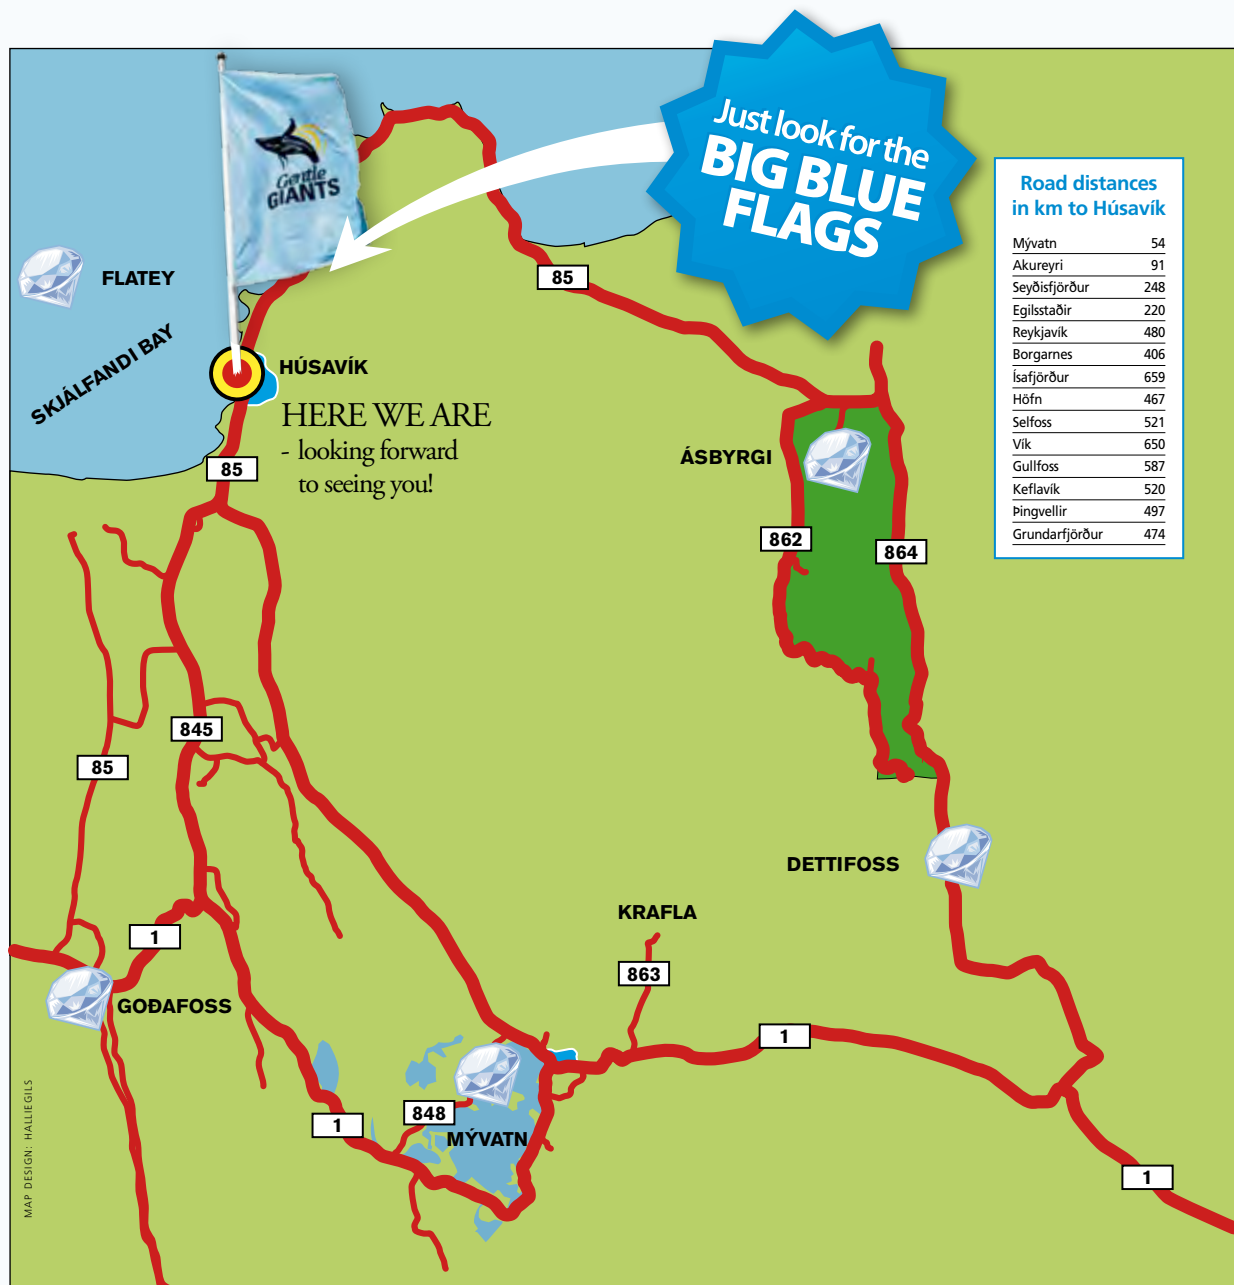 Just look for the
BIG BLUE
FLAGS
Gentle
GIANTS
Road distances
in km to Húsavík
Mývatn 54
Akureyri 91
Seyðisfjörður 248
Egilsstaðir 220
Reykjavík 480
Borgarnes 406
Ísafjörður 659
Höfn 467
Selfoss 521
Vík 650
Gullfoss 587
Keflavík 520
Þingvellir 497
Grundarfjörður 474
FLATEY
85
SKJÁLFANDI BAY
HÚSAVÍK
HERE WE ARE
- looking forward
to seeing you!
85
ÁSBYRGI
862
864
845
85
DETTIFOSS
KRAFLA
1
863
GOÐAFOSS
1
848
1
MÝVATN
1
MAP DESIGN: HALLIEGILS